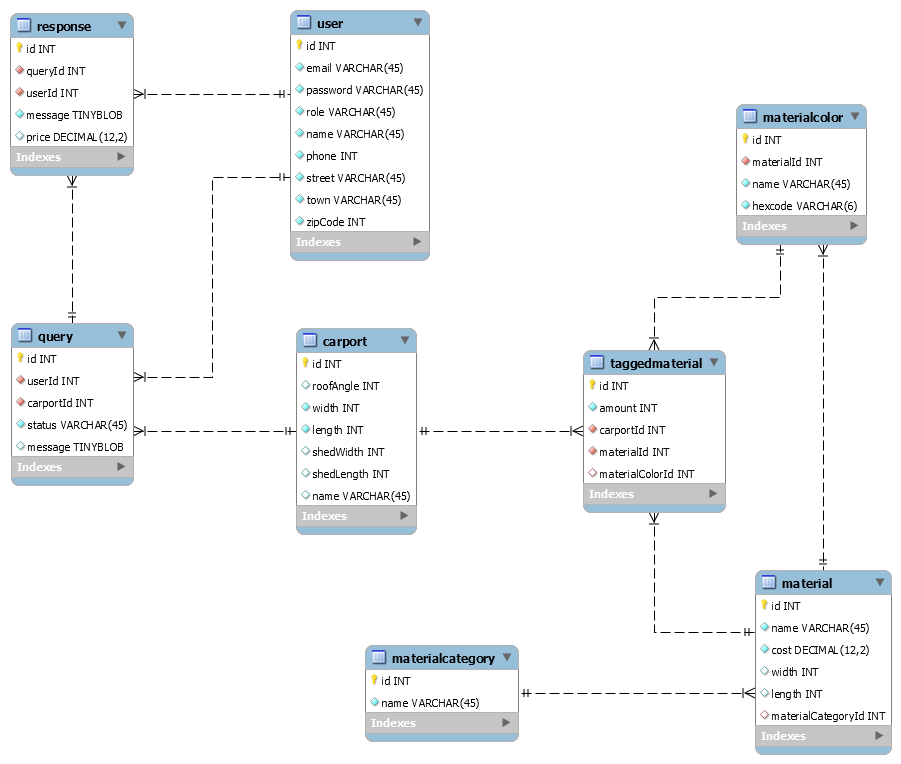 response
id INT
queryId INT
userId INT
message TINYBLOB
price DECIMAL(12,2)
Indexes
user
id INT
email VARCHAR(45)
password VARCHAR(45)
role VARCHAR(45)
name VARCHAR(45)
phone INT
street VARCHAR(45)
town VARCHAR(45)
zipCode INT
Indexes
materialcolor
id INT
materialId INT
name VARCHAR(45)
hexcode VARCHAR(6)
Indexes
query
id INT
userId INT
carportId INT
status VARCHAR(45)
message TINYBLOB
Indexes
carport
id INT
roofAngle INT
width INT
length INT
shedWidth INT
shedLength INT
name VARCHAR(45)
Indexes
taggedmaterial
id INT
amount INT
carportId INT
materialId INT
materialColorId INT
Indexes
material
id INT
name VARCHAR(45)
cost DECIMAL(12,2)
width INT
length INT
materialCategoryId INT
Indexes
materialcategory
id INT
name VARCHAR(45)
Indexes